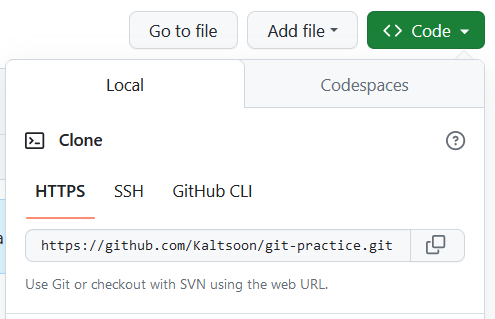 Go to file
Add file
Code
Local
Codespaces
Clone
HTTPS
SSH
GitHub CLI
https://github.com/Kaltsoon/git-practice.git
Use Git or checkout with SVN using the web URL.